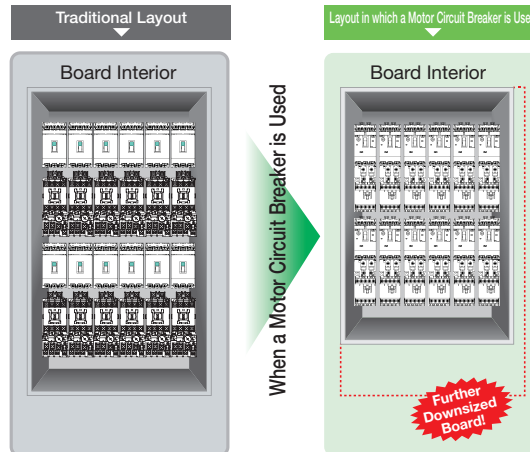 Traditional Layout
Board Interior
When a Motor Circuit Breaker is Used
Layout in which a Motor Circuit Breaker is Use
Board Interior
Further
Downsized
Board!